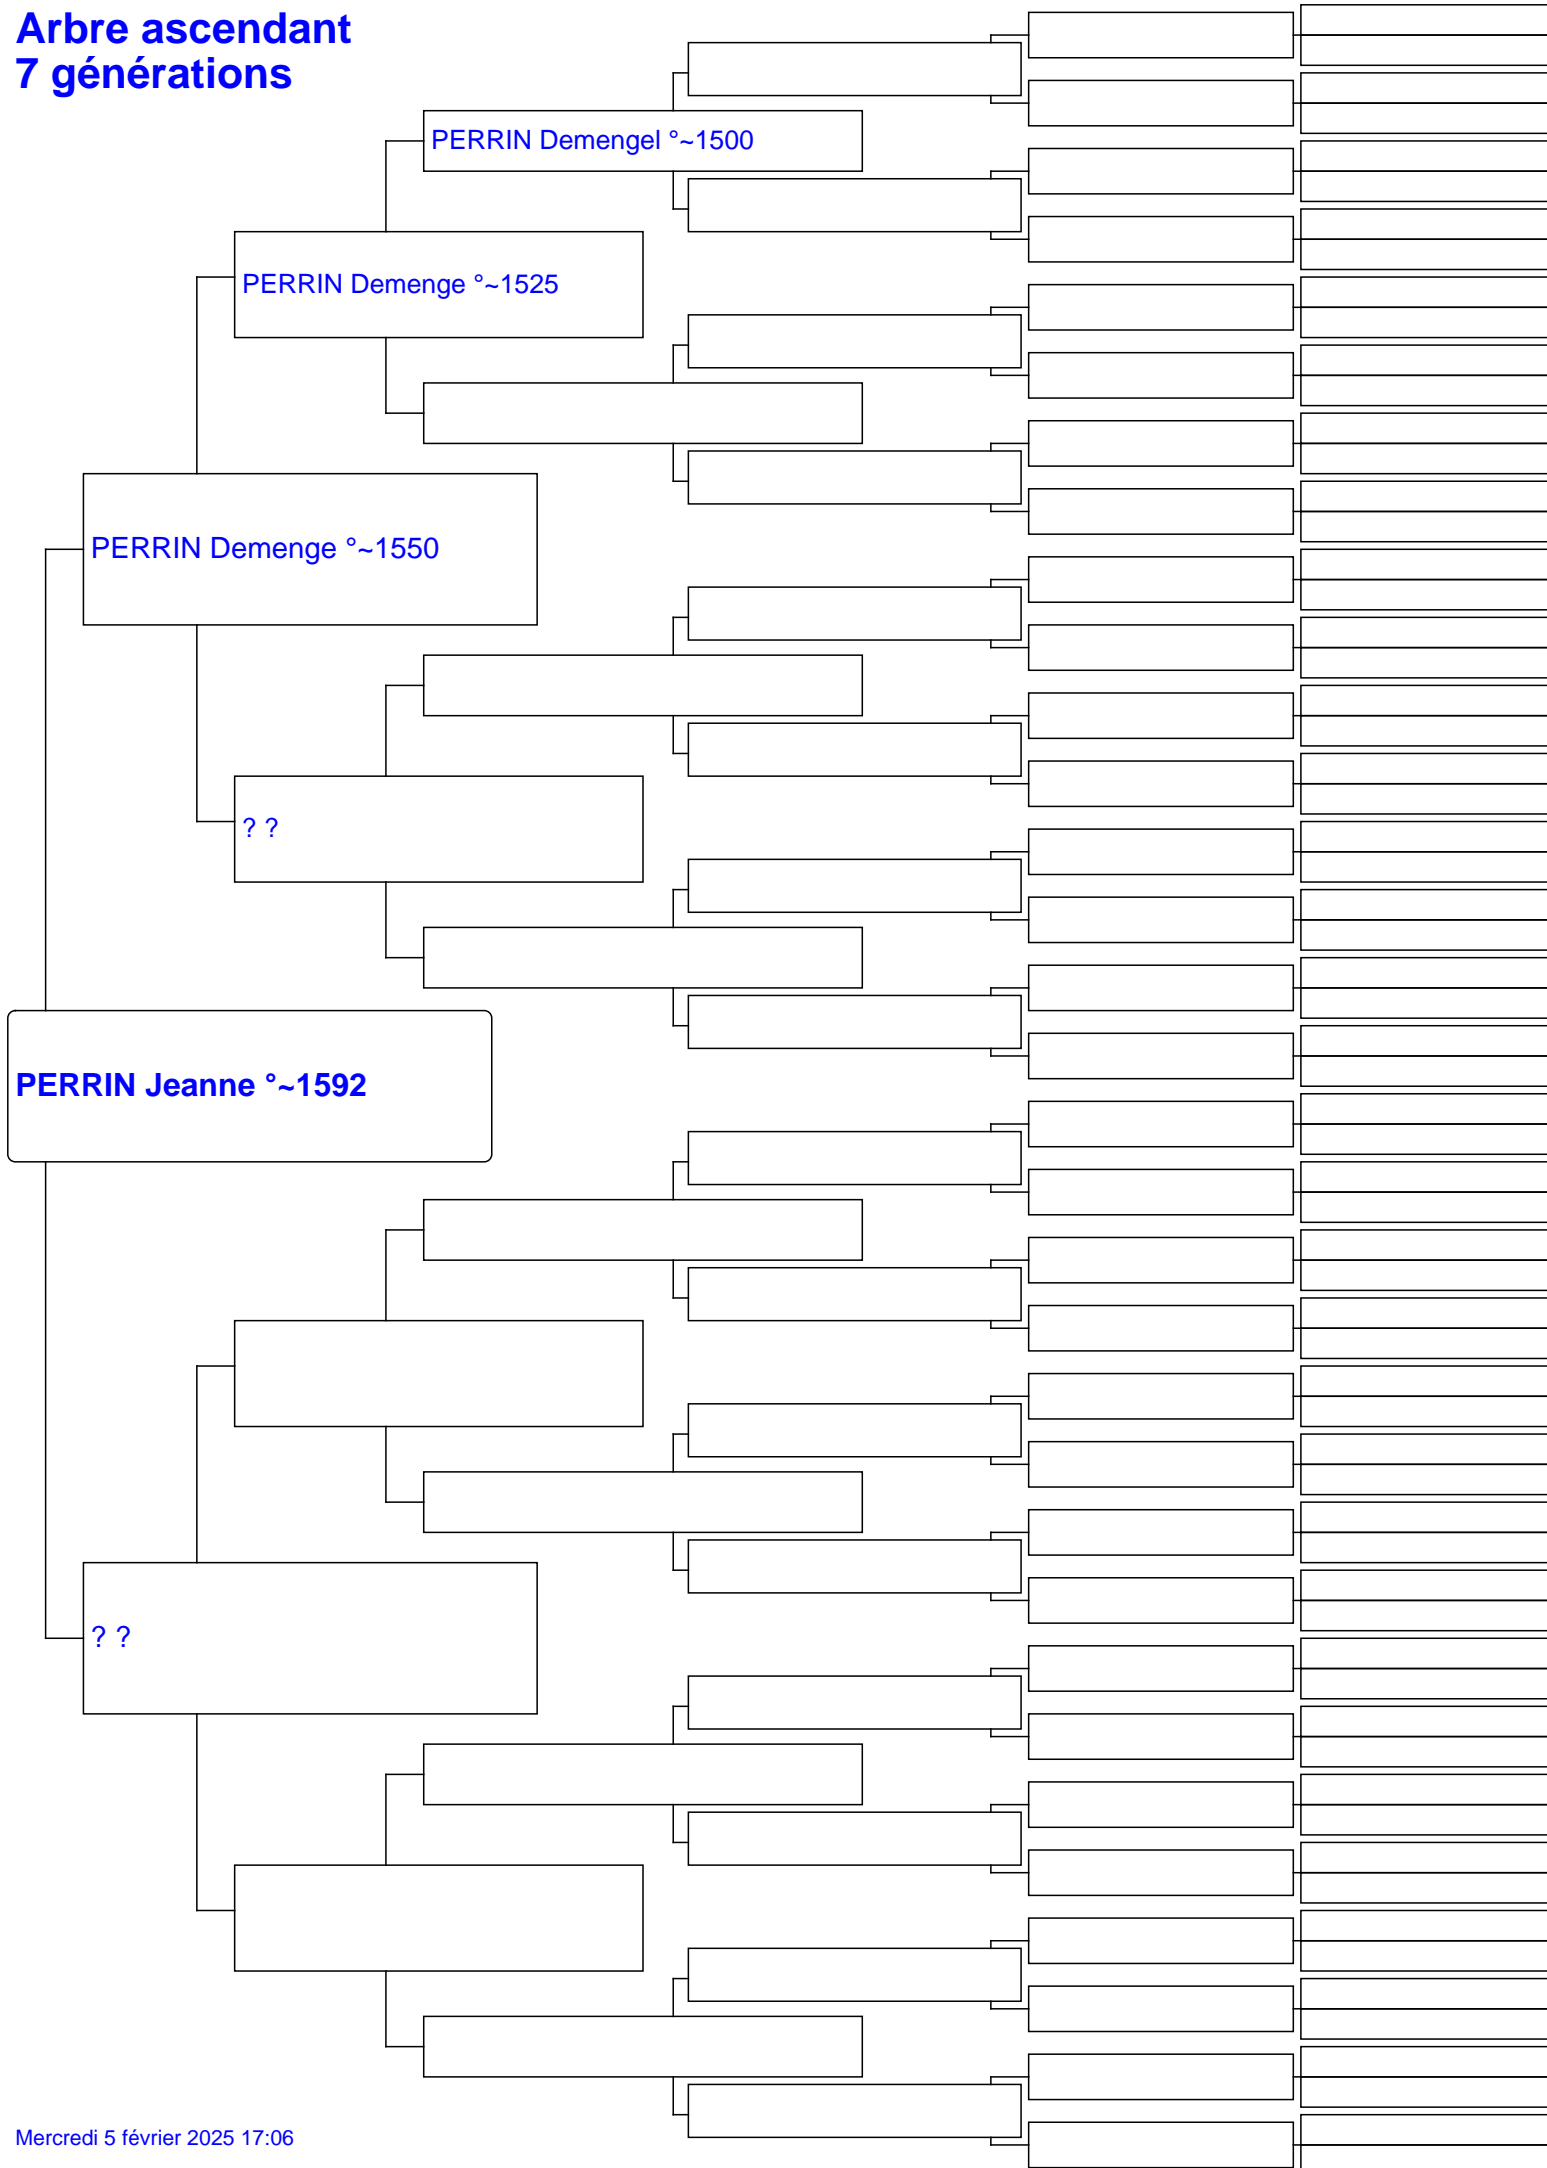 Arbre ascendant
7 générations
PERRIN Demengel °~1500
PERRIN Demenge °~1525
PERRIN Demenge °~1550
? ?
PERRIN Jeanne °~1592
? ?
Mercredi 5 février 2025 17:06